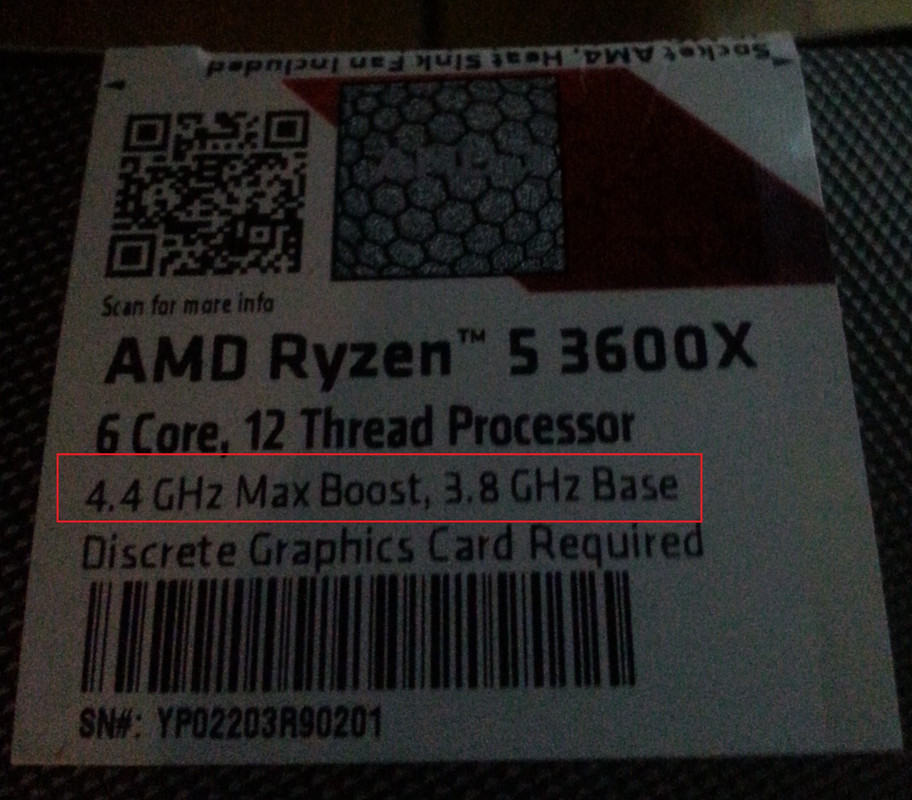 Socket AM4, Heat Sink Fan Included
AMD
Scan for more info
AMD Ryzen™ 5 3600X
6 Core, 12 Thread Processor
4.4 GHz Max Boost, 3.8 GHz Base
Discrete Graphics Card Required
SN#: YP02203R90201